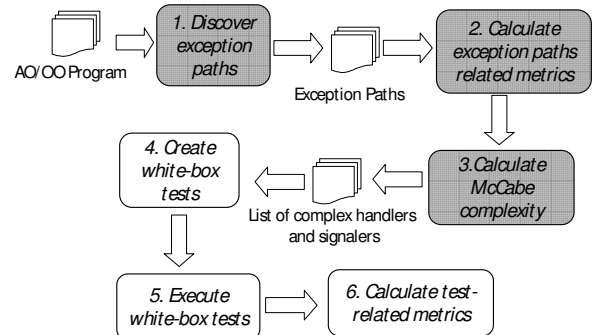 1. Discover
exception
paths
AO/OO Program
Exception Paths
2. Calculate
exception paths
related metrics
3.Calculate
McCabe
complexity
List of complex handlers
and signalers
4. Create
white-box
tests
5. Execute
white-box tests
6. Calculate test-
related metrics